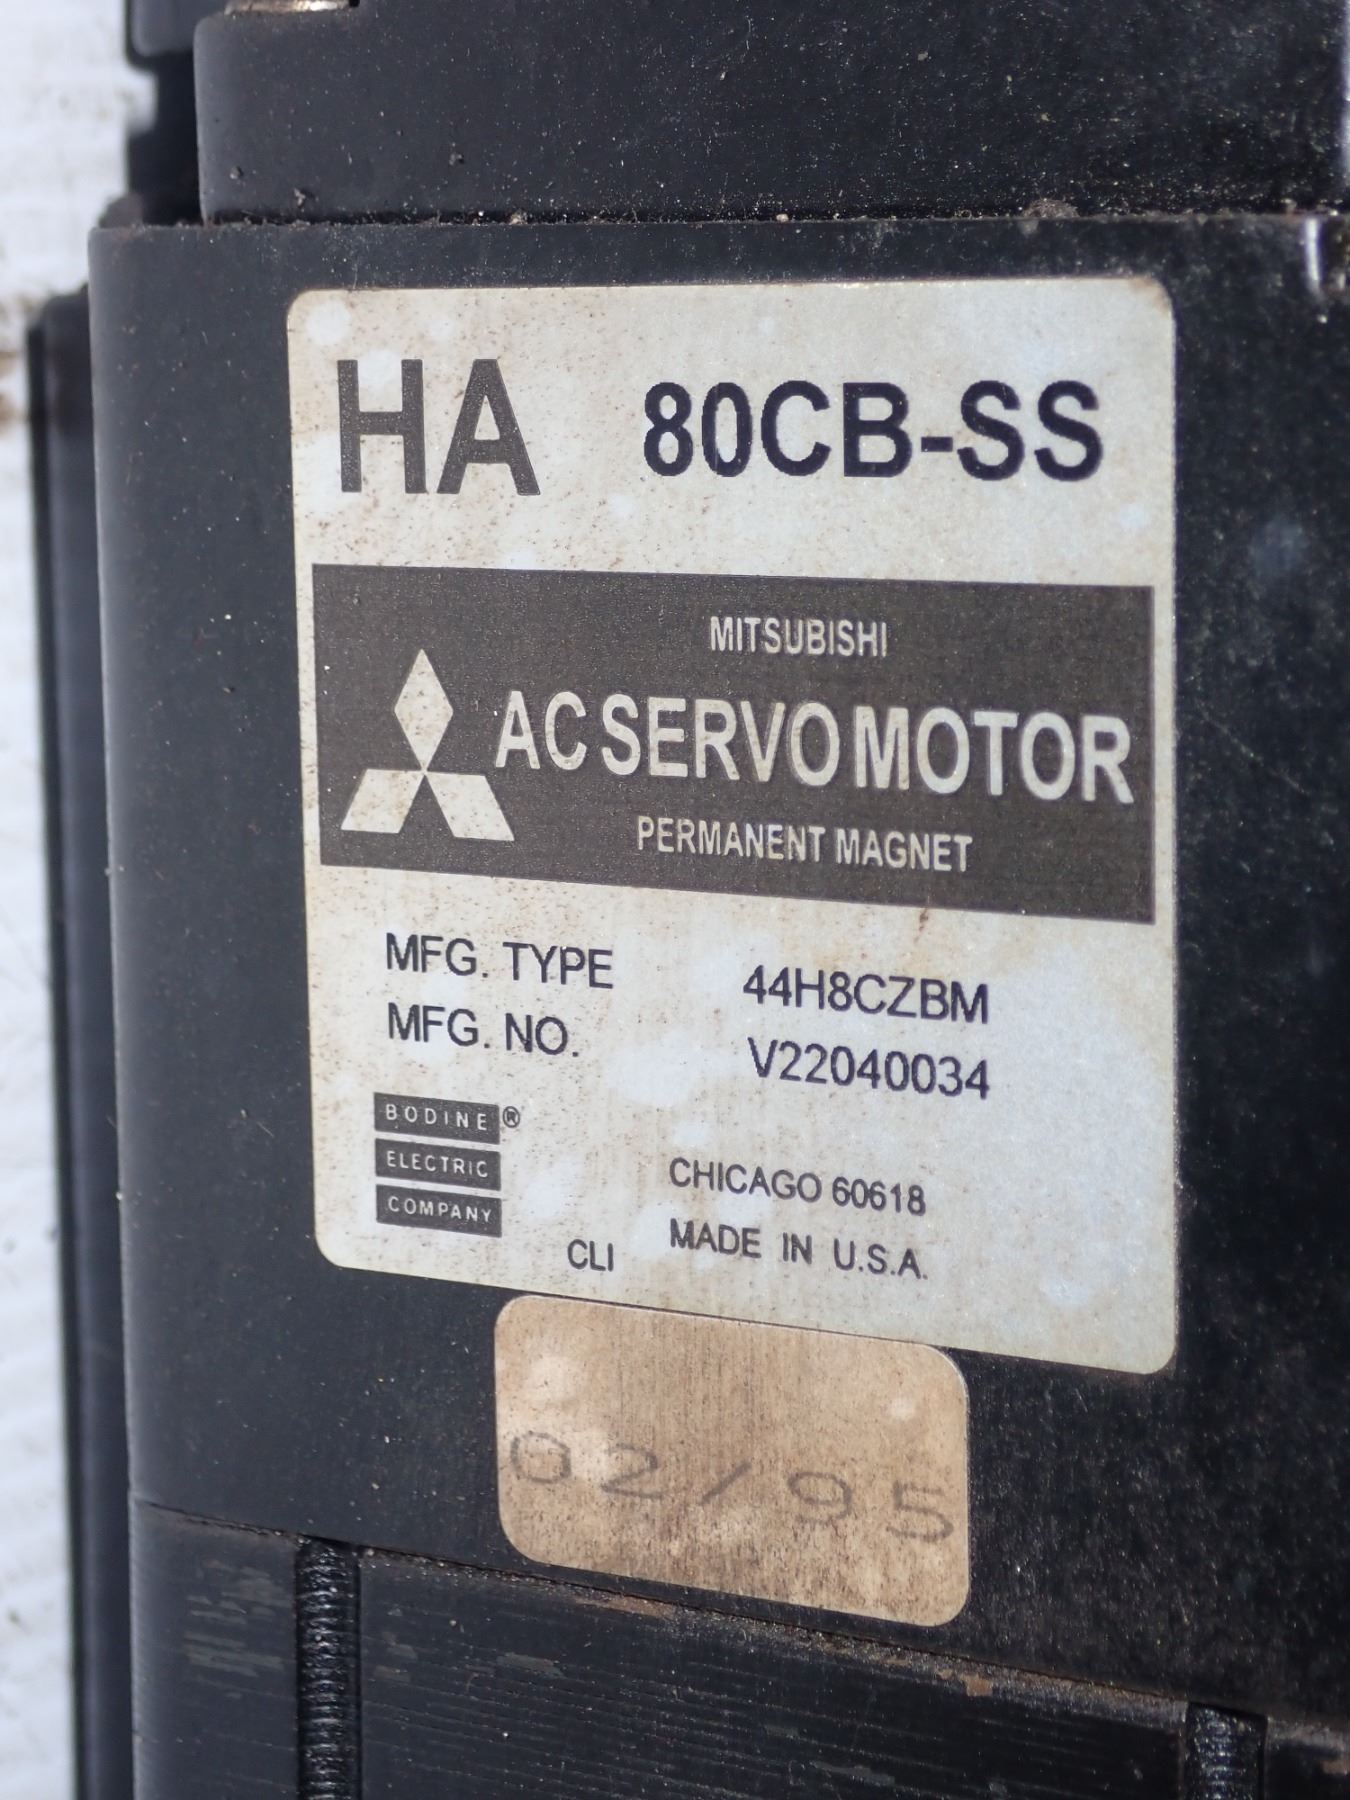 HA 80CB-SS
MITSUBISHI
AC SERVO MOTOR
PERMANENT MAGNET
MFG. TYPE 44H8CZBM
MFG. NO. V22040034
BODINE®
ELECTRIC
COMPANY
CHICAGO 60618
CLI MADE IN U.S.A.
02/95